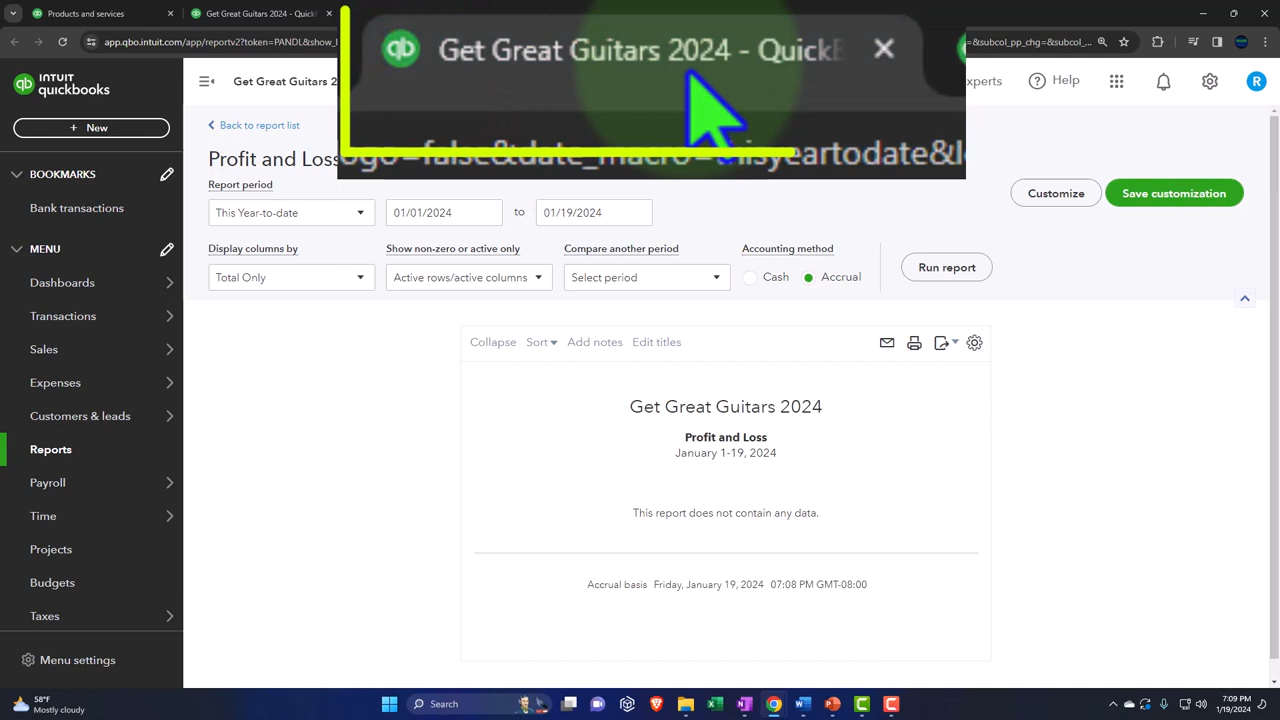 Products and services
Get Great Guitars 2024 - Quick
Get Great Guitars 2024 - Quick
app.qbo.intuit.com/app/reportv2?token=PANDL&show_l
ogo=false&date_macro=thisyeartodate&l
&subcol_pp_chg=&subcol
INTUIT
quickbooks
Get Great Guitars 2
xperts
Help
R
+ New
Back to report list
Profit and Loss
BOOKMARKS
Report period
Customize
Save customization
Bank transactions
This Year-to-date
01/01/2024
to
01/19/2024
MENU
Display columns by
Show non-zero or active only
Compare another period
Accounting method
Dashboards
Total Only
Active rows/active columns
Select period
Cash
Accrual
Run report
Transactions
Sales
Collapse
Sort
Add notes
Edit titles
Expenses
Customers & leads
Get Great Guitars 2024
Reports
Profit and Loss
January 1-19, 2024
Payroll
Time
This report does not contain any data.
Projects
Budgets
Accrual basis Friday, January 19, 2024 07:08 PM GMT-08:00
Taxes
Menu settings
58°F
Mostly cloudy
Search
7:09 PM
1/19/2024